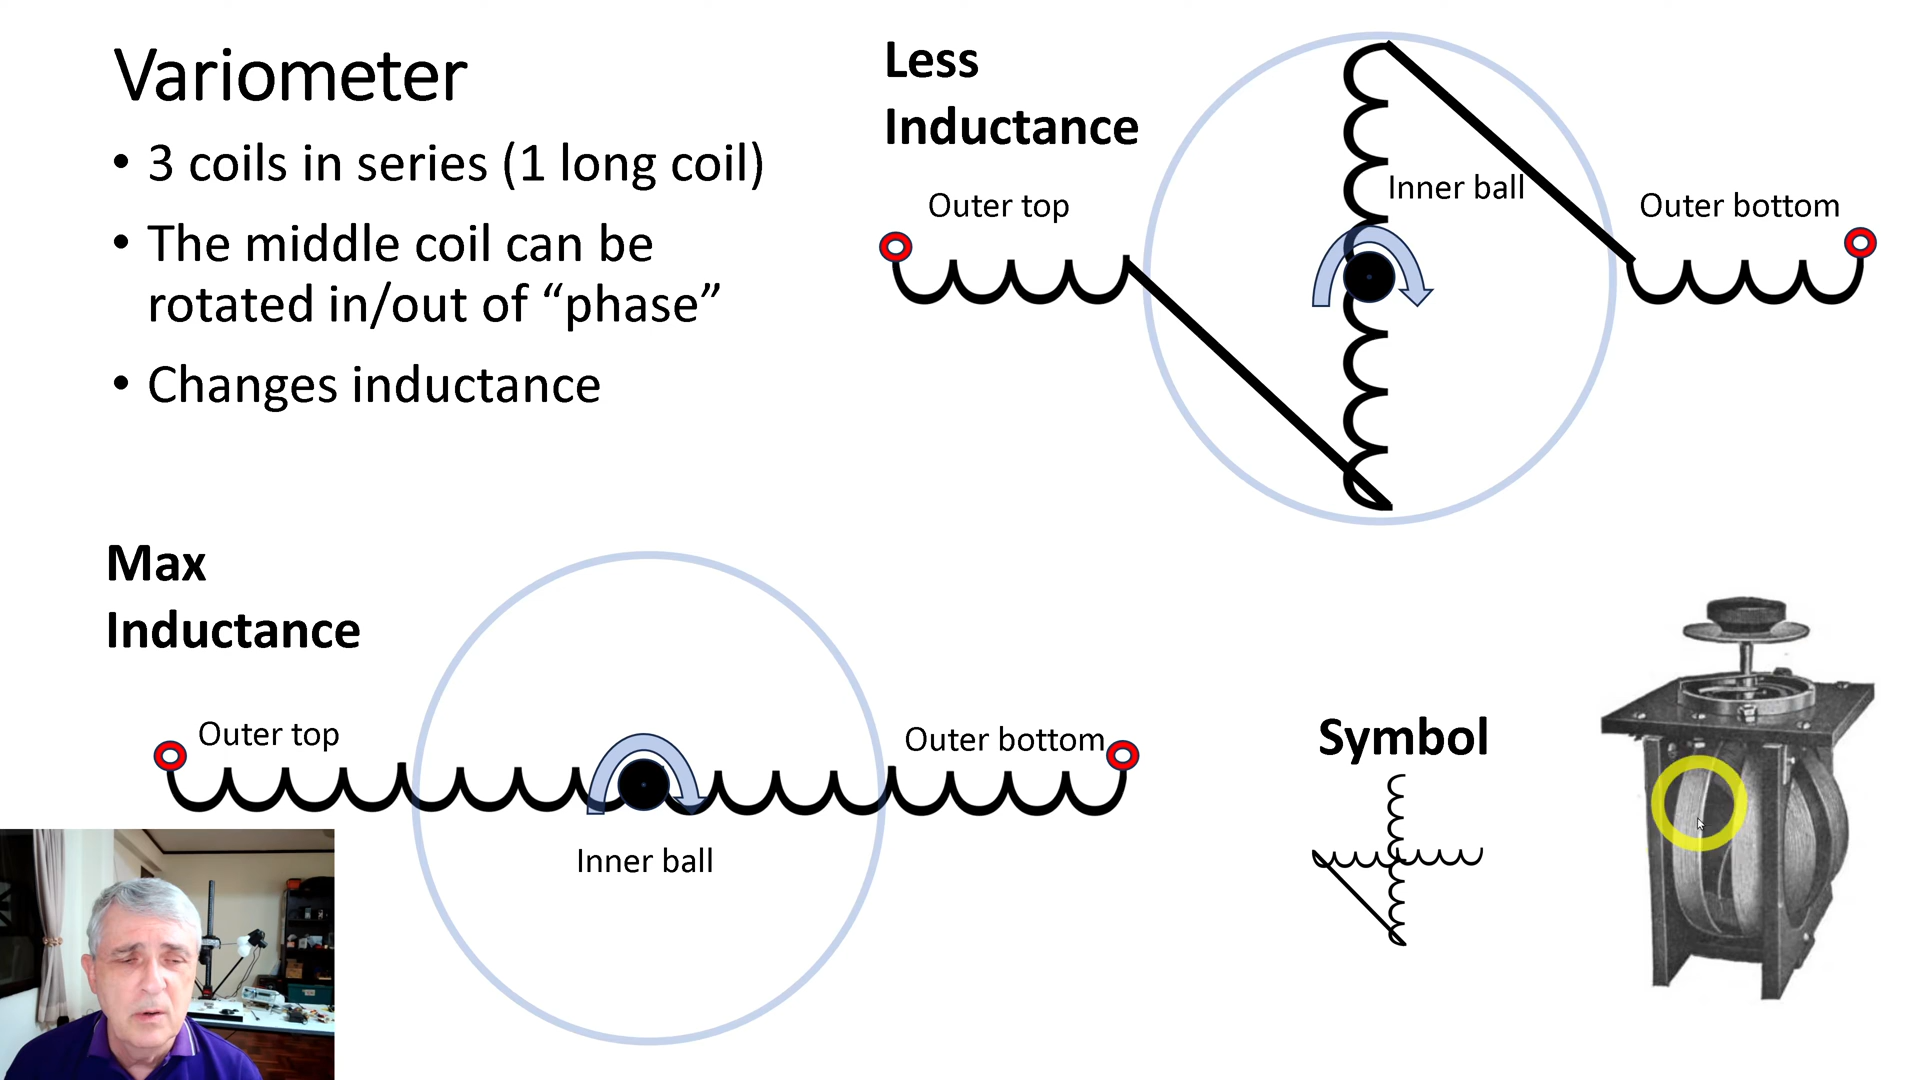 Variometer
• 3 coils in series (1 long coil)
• The middle coil can be
rotated in/out of “phase”
• Changes inductance
Less
Inductance
Outer top
Inner ball
Outer bottom
Max
Inductance
Outer top
Outer bottom
Inner ball
Symbol